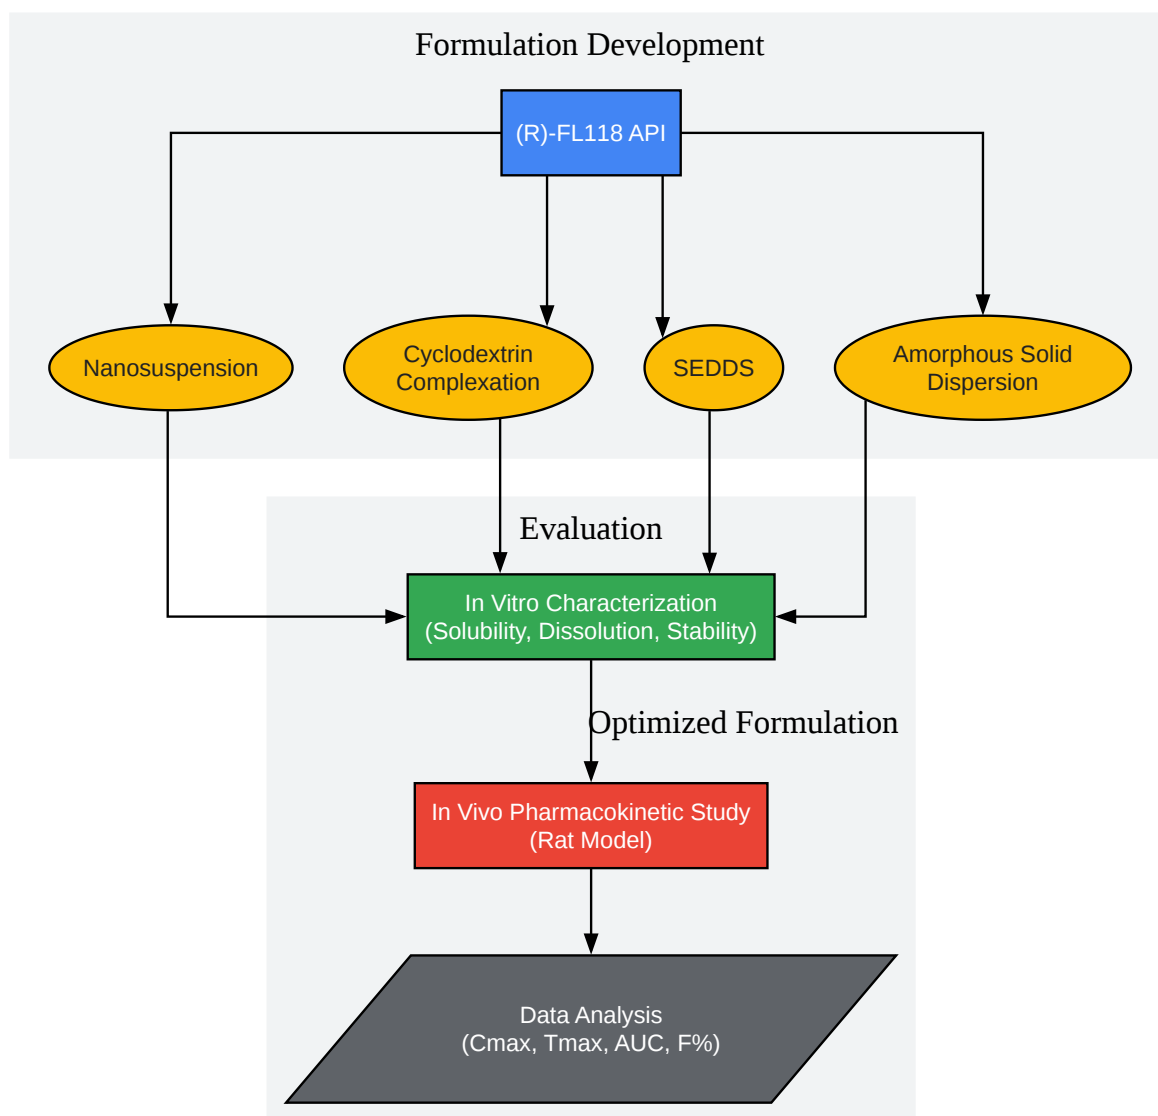 Formulation Development
(R)-FL118 API
Nanosuspension
Cyclodextrin
Complexation
SEDDS
Amorphous Solid
Dispersion
Evaluation
In Vitro Characterization
(Solubility, Dissolution, Stability)
Optimized Formulation
In Vivo Pharmacokinetic Study
(Rat Model)
Data Analysis
(Cmax, Tmax, AUC, F%)